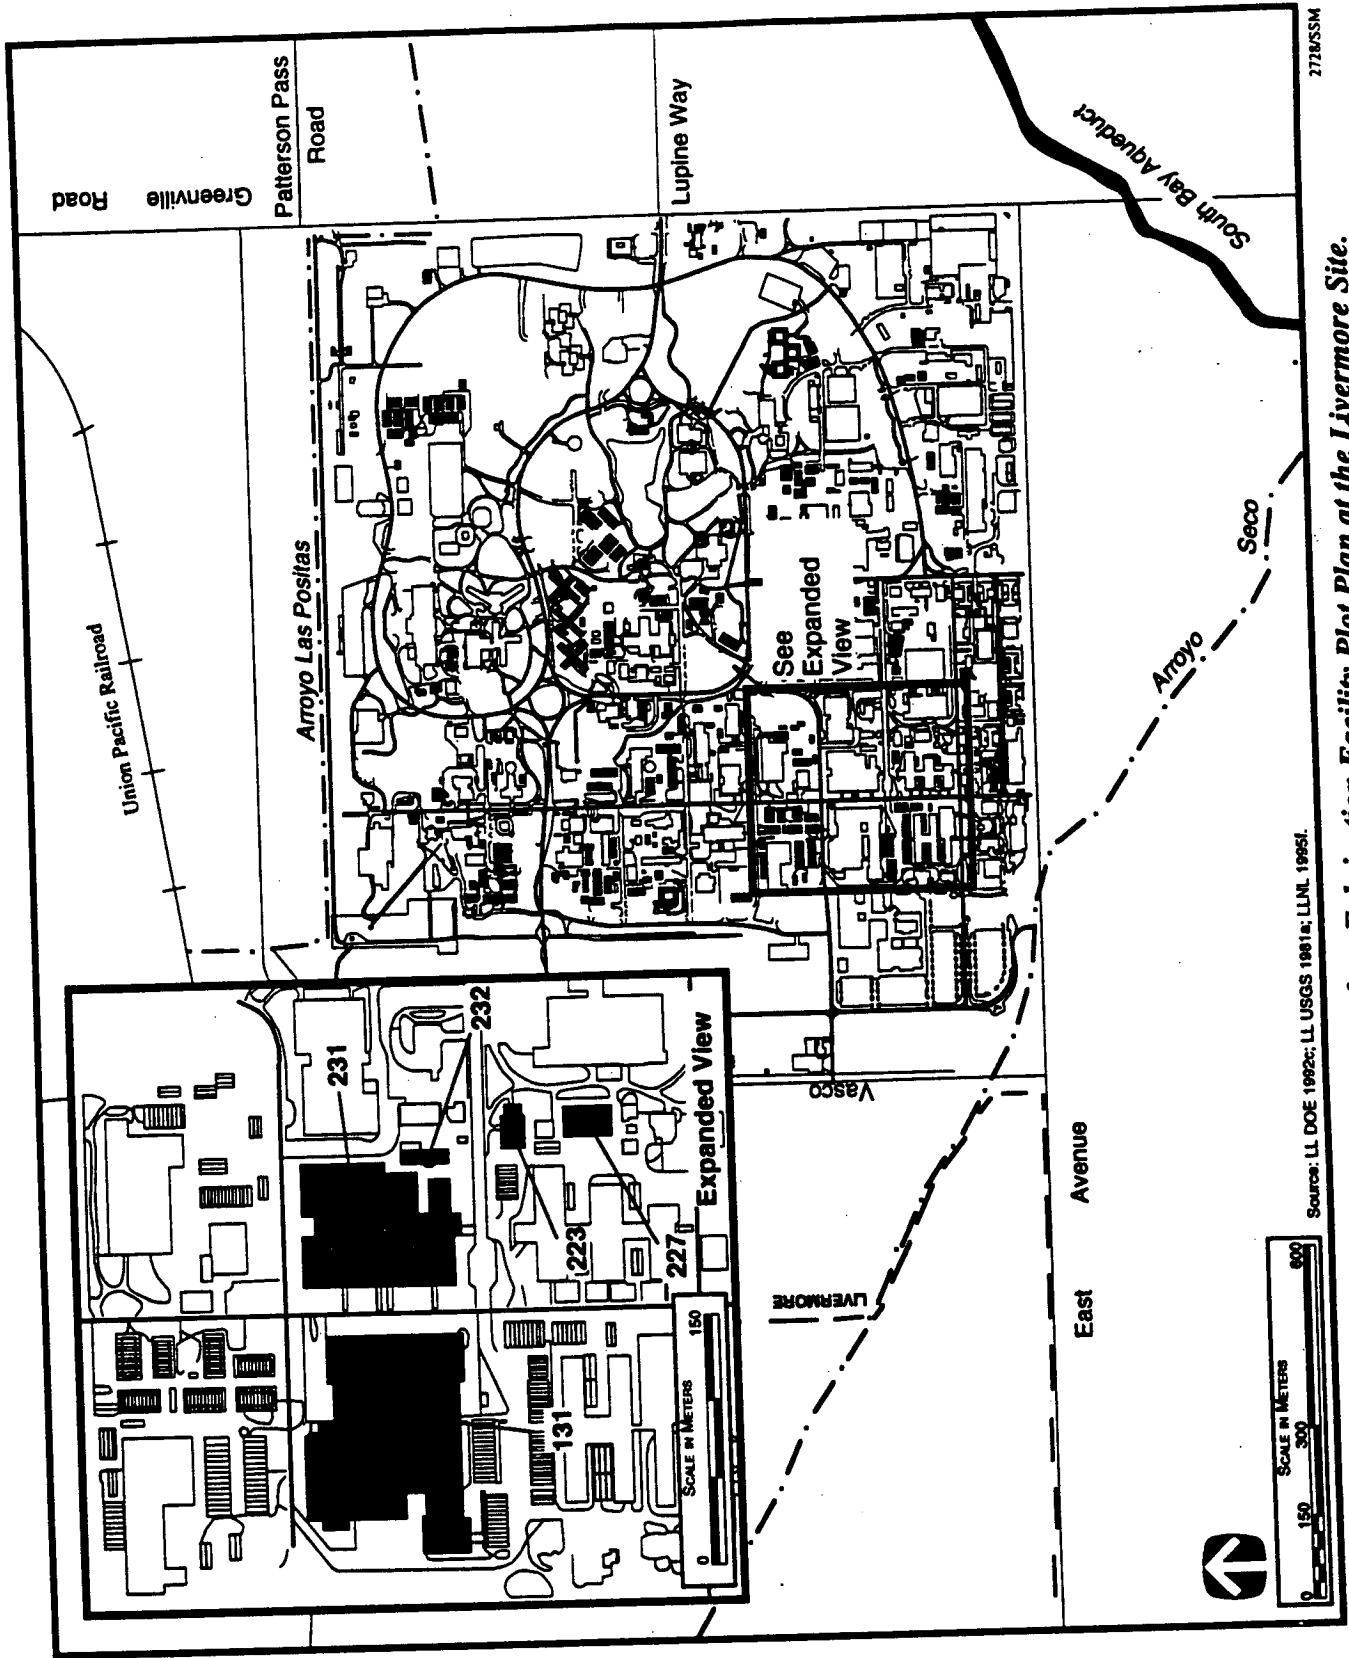 Greenville Road
Patterson Pass
Road
Lupine Way
South Bay Aqueduct
Union Pacific Railroad
Arroyo Las Positas
See
Expanded
View
Arroyo Seco
Vasco
231
232
223
227
131
Expanded View
SCALE IN METERS
0 150
LIVERMORE
East Avenue
SCALE IN METERS
0 150 300 600
Source: LL DOE 1992c; LL USGS 1981a; LLNL 1995f.
2728/SSM
Facility Plot Plan at the Livermore Site.